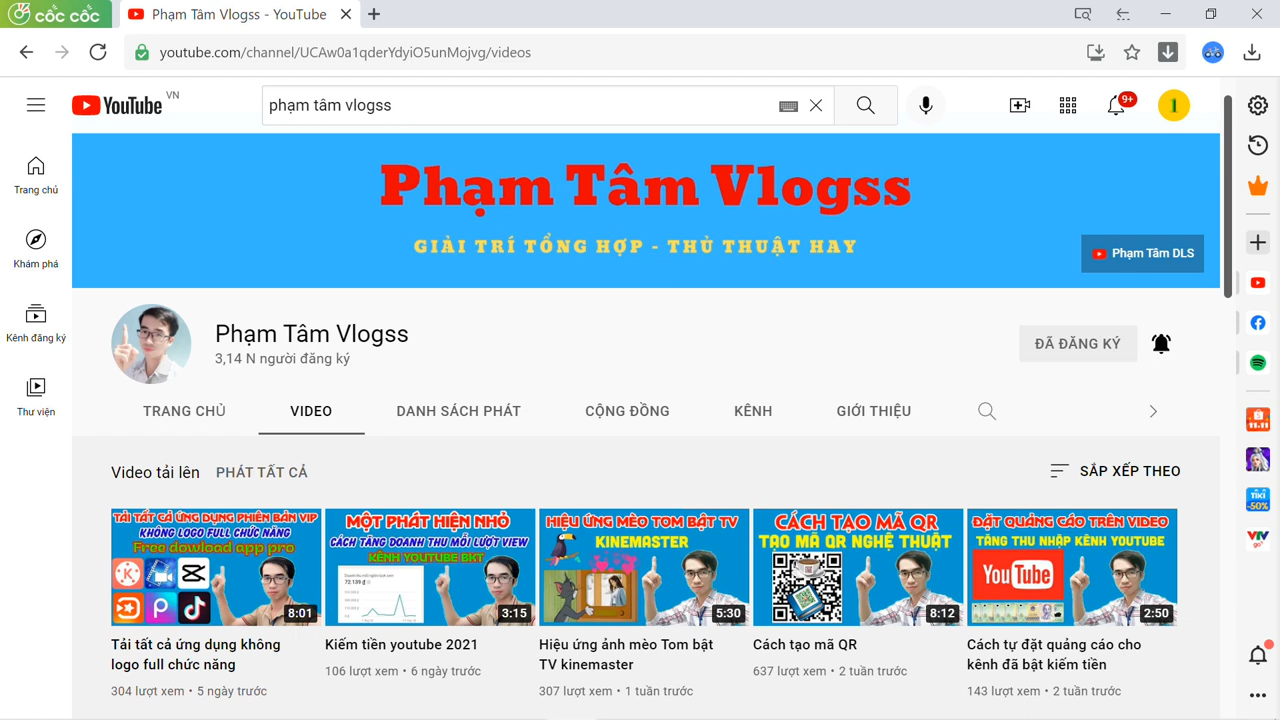 cốc cốc
Phạm Tâm Vlogss - YouTube
youtube.com/channel/UCAw0a1qderYdyiO5unMojvg/videos
YouTube VN
phạm tâm vlogss
9+
1
Trang chủ
Khám phá
Kênh đăng ký
Thư viện
Phạm Tâm Vlogss
GIẢI TRÍ TỔNG HỢP - THỦ THUẬT HAY
Phạm Tâm DLS
Phạm Tâm Vlogss
3,14 N người đăng ký
ĐÃ ĐĂNG KÝ
TRANG CHỦ VIDEO DANH SÁCH PHÁT CỘNG ĐỒNG KÊNH GIỚI THIỆU
Video tải lên PHÁT TẤT CẢ
SẮP XẾP THEO
TẢI TẤT CẢ ỨNG DỤNG PHIÊN BẢN VIP
KHÔNG LOGO FULL CHỨC NĂNG
Free dowload app pro
8:01
Tải tất cả ứng dụng không
logo full chức năng
304 lượt xem • 5 ngày trước
MỘT PHÁT HIỆN NHỎ
CÁCH TĂNG DOANH THU MỖI LƯỢT VIEW
KÊNH YOUTUBE BKT
72.139 ₫
3:15
Kiếm tiền youtube 2021
106 lượt xem • 6 ngày trước
HIỆU ỨNG MÈO TOM BẬT TV
KINEMASTER
5:30
Hiệu ứng ảnh mèo Tom bật
TV kinemaster
307 lượt xem • 1 tuần trước
CÁCH TẠO MÃ QR
TẠO MÃ QR NGHỆ THUẬT
8:12
Cách tạo mã QR
637 lượt xem • 2 tuần trước
ĐẶT QUẢNG CÁO TRÊN VIDEO
TĂNG THU NHẬP KÊNH YOUTUBE
YouTube
2:50
Cách tự đặt quảng cáo cho
kênh đã bật kiếm tiền
143 lượt xem • 2 tuần trước
11.11
TIKI
-50%
VTV
go